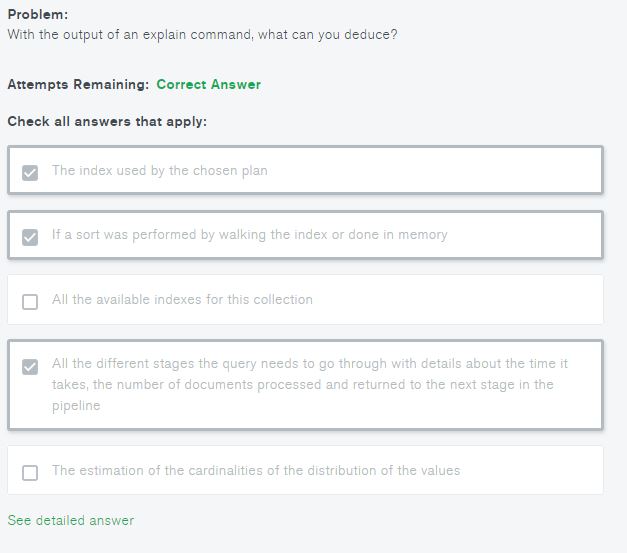 Problem:
With the output of an explain command, what can you deduce?
Attempts Remaining: Correct Answer
Check all answers that apply:
The index used by the chosen plan
If a sort was performed by walking the index or done in memory
All the available indexes for this collection
All the different stages the query needs to go through with details about the time it
takes, the number of documents processed and returned to the next stage in the
pipeline
The estimation of the cardinalities of the distribution of the values
See detailed answer